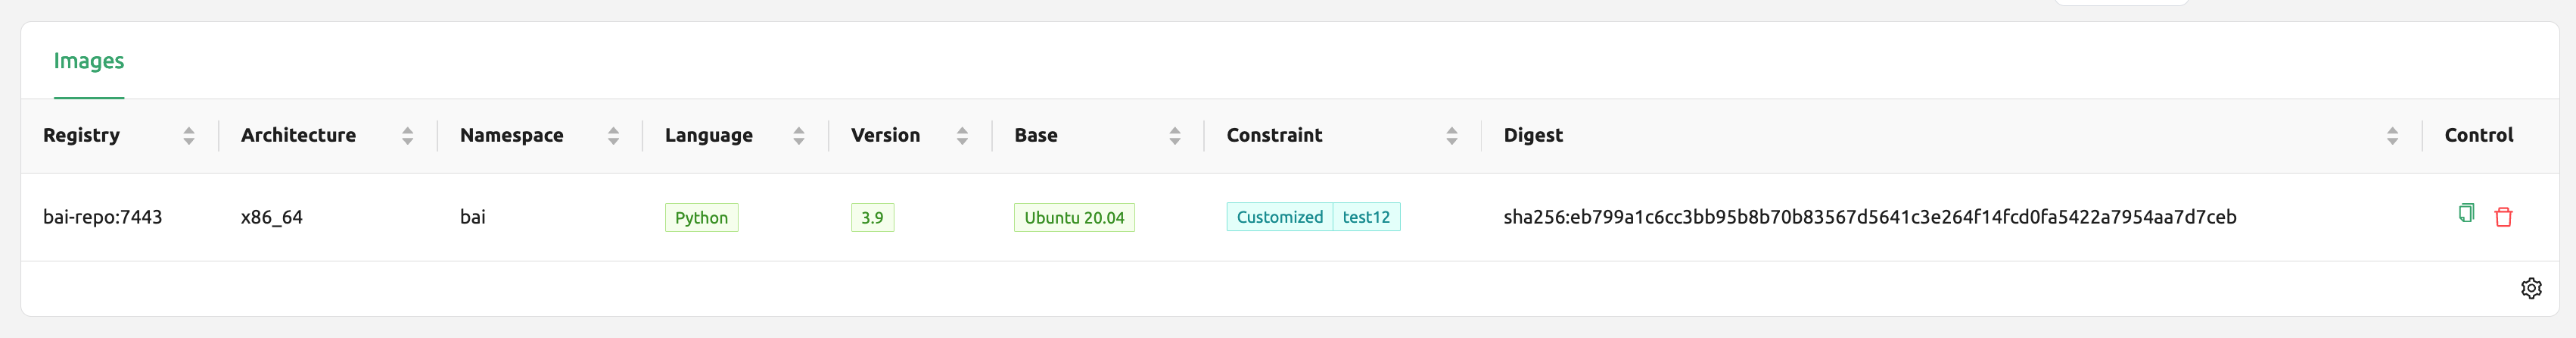 Images
Registry Architecture Namespace Language Version Base Constraint Digest Control
bai-repo:7443 x86_64 bai Python 3.9 Ubuntu 20.04 Customized test12 sha256:eb799a1c6cc3bb95b8b70b83567d5641c3e264f14fcd0fa5422a7954aa7d7ceb